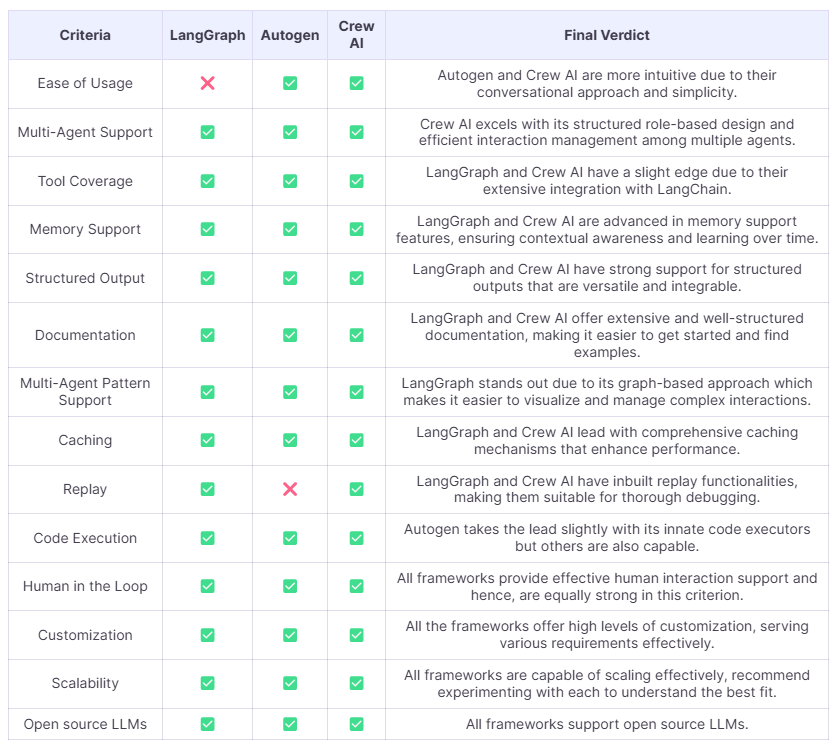 Criteria LangGraph Autogen Crew AI Final Verdict
Ease of Usage
Autogen and Crew AI are more intuitive due to their
conversational approach and simplicity.
Multi-Agent Support
Crew AI excels with its structured role-based design and
efficient interaction management among multiple agents.
Tool Coverage
LangGraph and Crew AI have a slight edge due to their
extensive integration with LangChain.
Memory Support
LangGraph and Crew AI are advanced in memory support
features, ensuring contextual awareness and learning over time.
Structured Output
LangGraph and Crew AI have strong support for structured
outputs that are versatile and integrable.
Documentation
LangGraph and Crew AI offer extensive and well-structured
documentation, making it easier to get started and find
examples.
Multi-Agent Pattern
Support
LangGraph stands out due to its graph-based approach which
makes it easier to visualize and manage complex interactions.
Caching
LangGraph and Crew AI lead with comprehensive caching
mechanisms that enhance performance.
Replay
LangGraph and Crew AI have inbuilt replay functionalities,
making them suitable for thorough debugging.
Code Execution
Autogen takes the lead slightly with its innate code executors
but others are also capable.
Human in the Loop
All frameworks provide effective human interaction support and
hence, are equally strong in this criterion.
Customization
All the frameworks offer high levels of customization, serving
various requirements effectively.
Scalability
All frameworks are capable of scaling effectively, recommend
experimenting with each to understand the best fit.
Open source LLMs
All frameworks support open source LLMs.